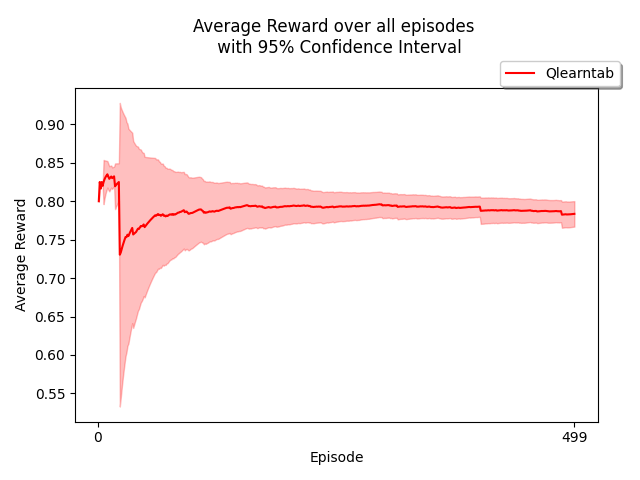 Average Reward over all episodes
with 95% Confidence Interval
Qlearntab
0.90
0.85
0.80
0.75
0.70
0.65
0.60
0.55
Average Reward
0
499
Episode